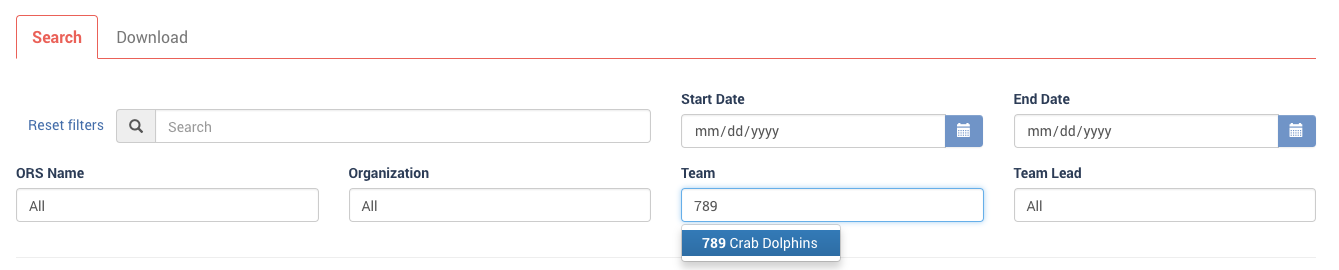 Search Download
Start Date End Date
Reset filters Search mm/dd/yyyy mm/dd/yyyy
ORS Name Organization Team Team Lead
All All 789 All
789 Crab Dolphins